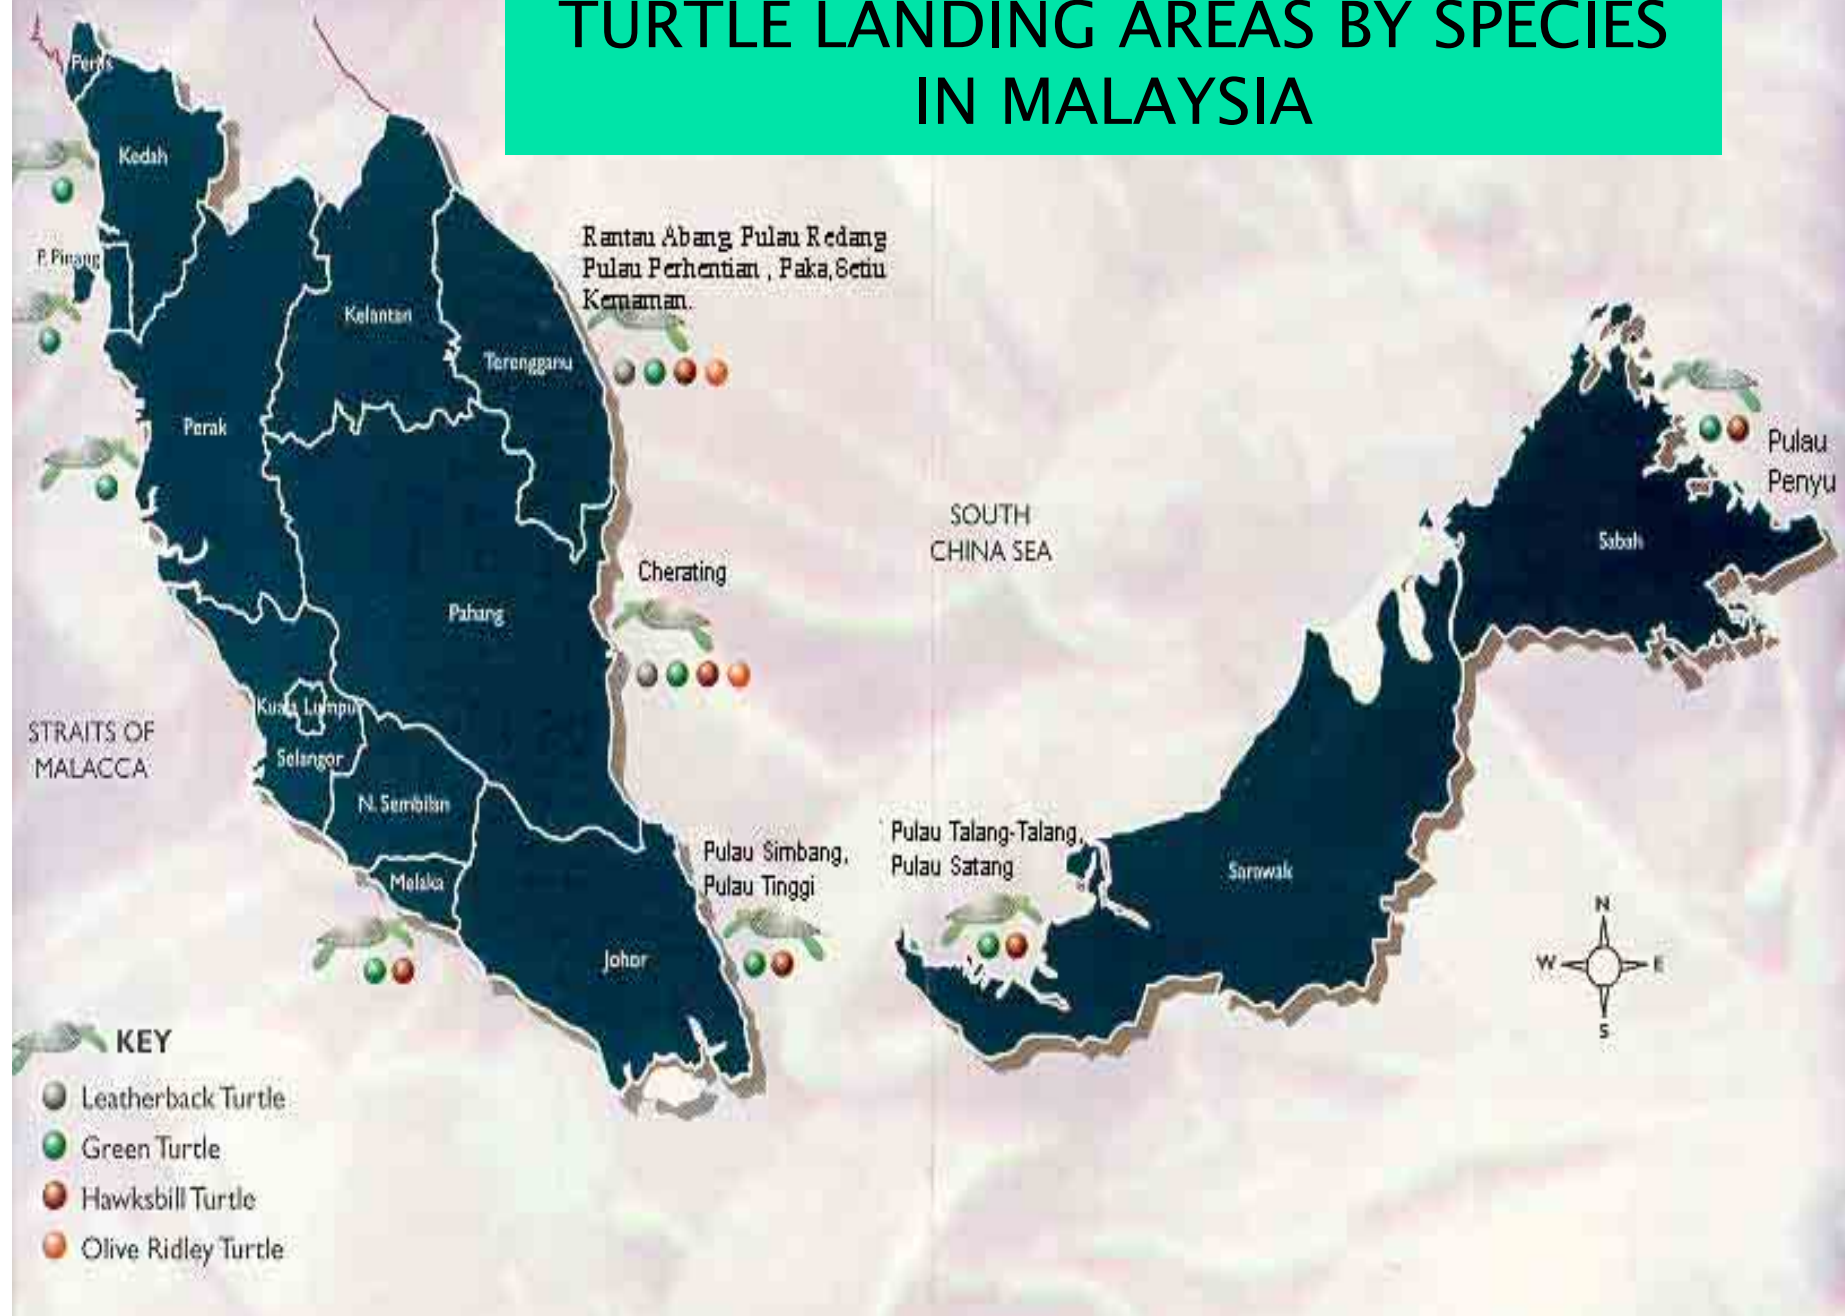 TURTLE LANDING AREAS BY SPECIES
IN MALAYSIA
Perlis
Kedah
P. Pinang
Rantau Abang, Pulau Redang
Pulau Perhentian , Paka,Setiu
Kemaman.
Kelantan
Terengganu
Perak
Pulau
Penyu
SOUTH
CHINA SEA
Sabah
Cherating
Pahang
Kuala Lumpu
STRAITS OF
MALACCA
Selangor
N. Sembilan
Pulau Simbang,
Pulau Tinggi
Pulau Talang-Talang,
Pulau Satang
Melaka
Sarawak
Johor
N
W
E
S
KEY
Leatherback Turtle
Green Turtle
Hawksbill Turtle
Olive Ridley Turtle